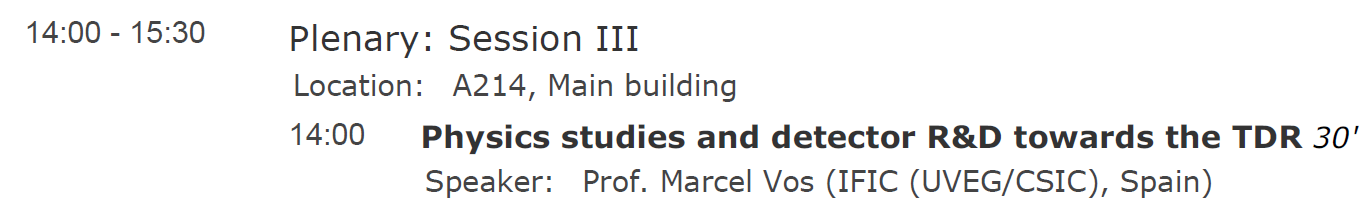 14:00 - 15:30 Plenary: Session III
Location: A214, Main building
14:00 Physics studies and detector R&D towards the TDR 30'
Speaker: Prof. Marcel Vos (IFIC (UVEG/CSIC), Spain)